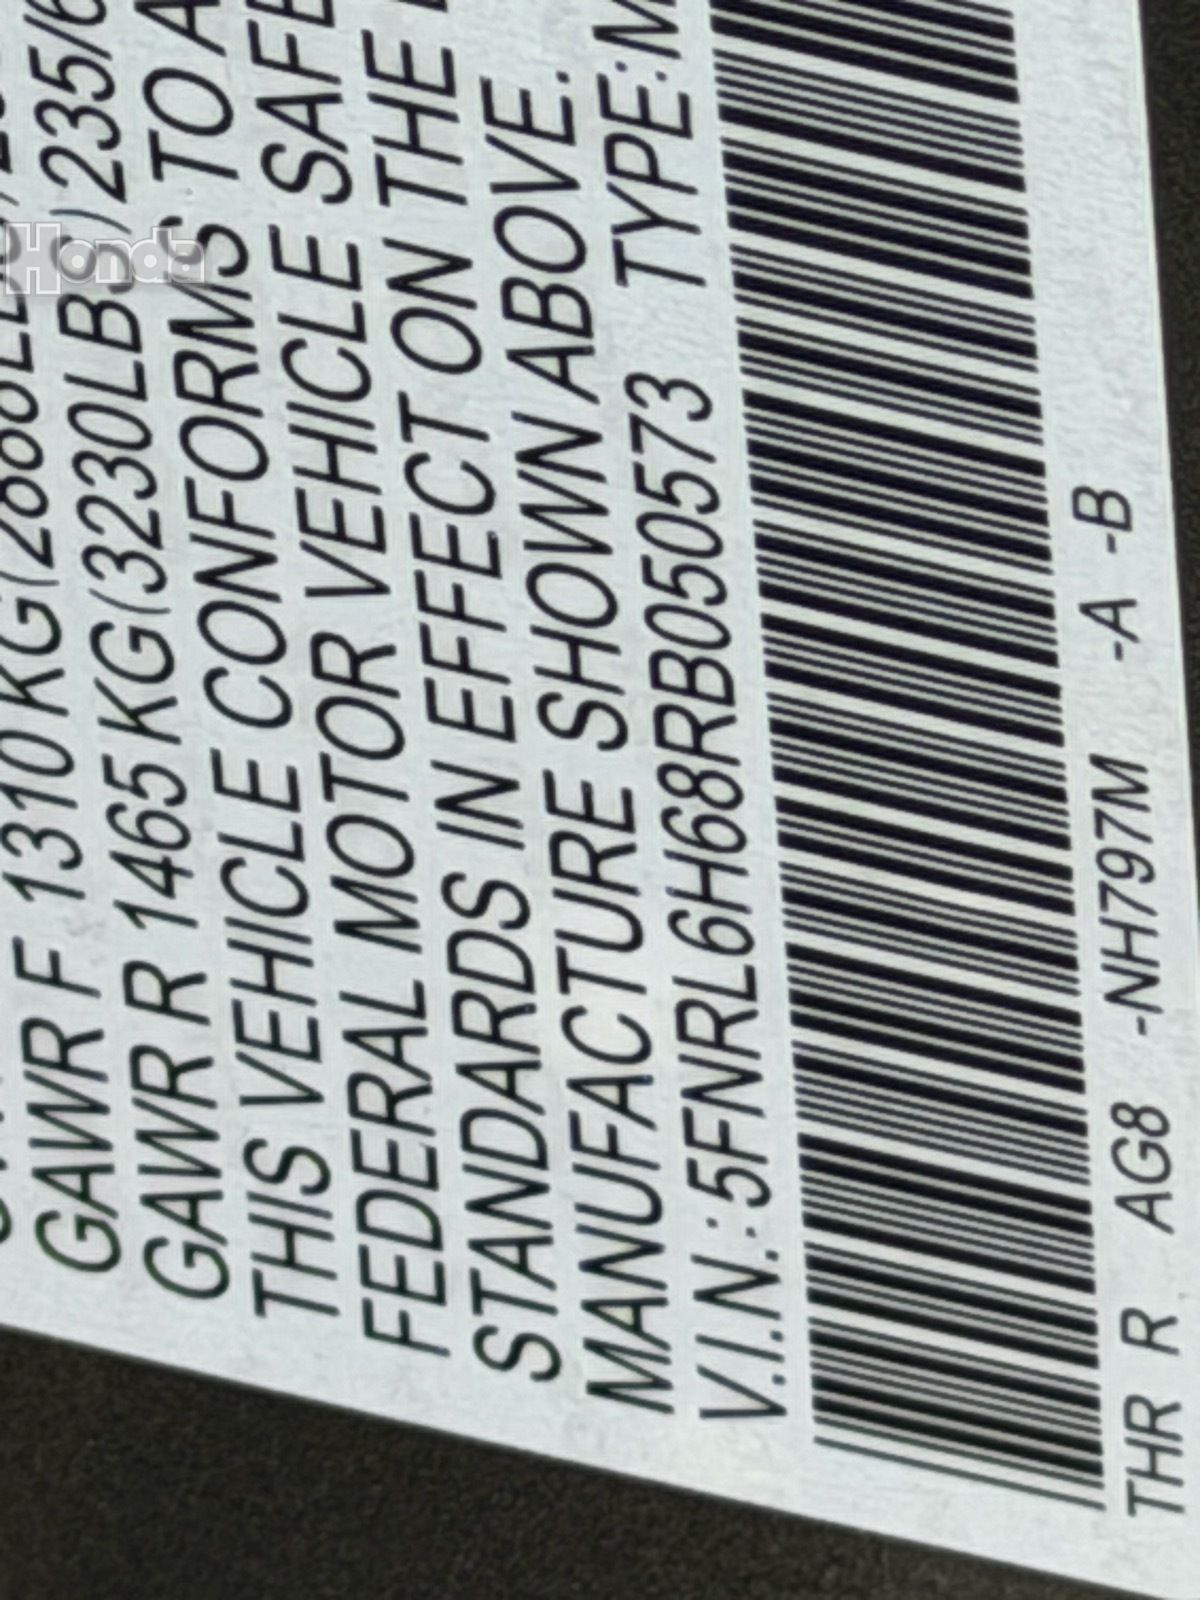 GAWR F 1310 KG(2888LB
GAWR R 1465 KG(3230LBS) 235/6
THIS VEHICLE CONFORMS TO A
FEDERAL MOTOR VEHICLE SAFE
STANDARDS IN EFFECT ON THE
MANUFACTURE SHOWN ABOVE.
V.I.N.:5FNRL6H68RB050573 TYPE:M
THR R AG8 -NH797M -A -B
Honda